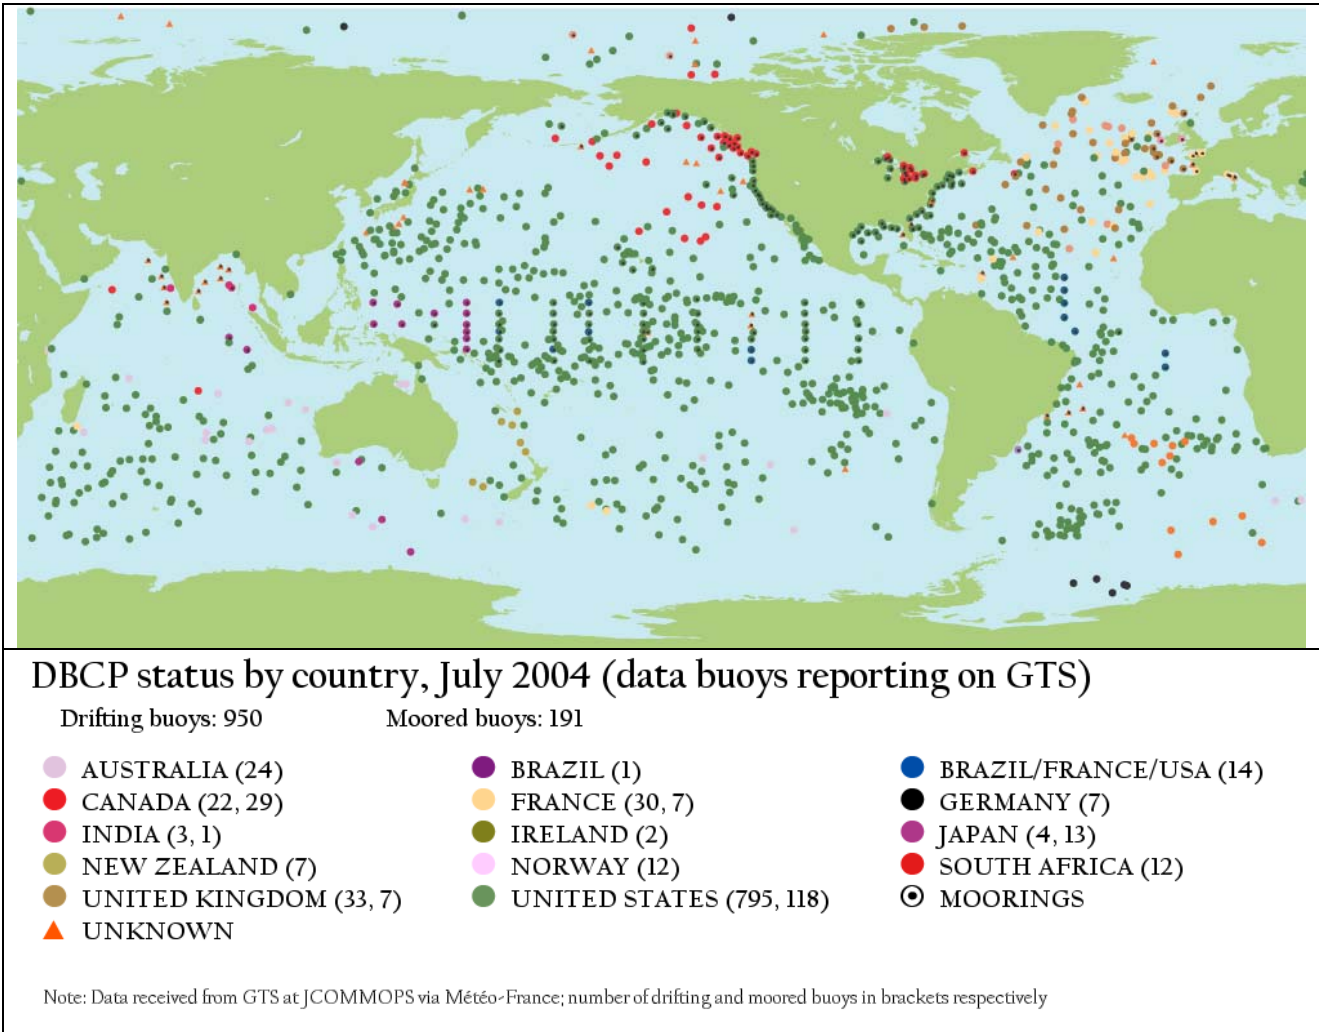 DBCP status by country, July 2004 (data buoys reporting on GTS)
Drifting buoys: 950 Moored buoys: 191
AUSTRALIA (24) BRAZIL (1) BRAZIL/FRANCE/USA (14)
CANADA (22, 29) FRANCE (30, 7) GERMANY (7)
INDIA (3, 1) IRELAND (2) JAPAN (4, 13)
NEW ZEALAND (7) NORWAY (12) SOUTH AFRICA (12)
UNITED KINGDOM (33, 7) UNITED STATES (795, 118) MOORINGS
UNKNOWN
Note: Data received from GTS at JCOMMOPS via Météo-France; number of drifting and moored buoys in brackets respectively